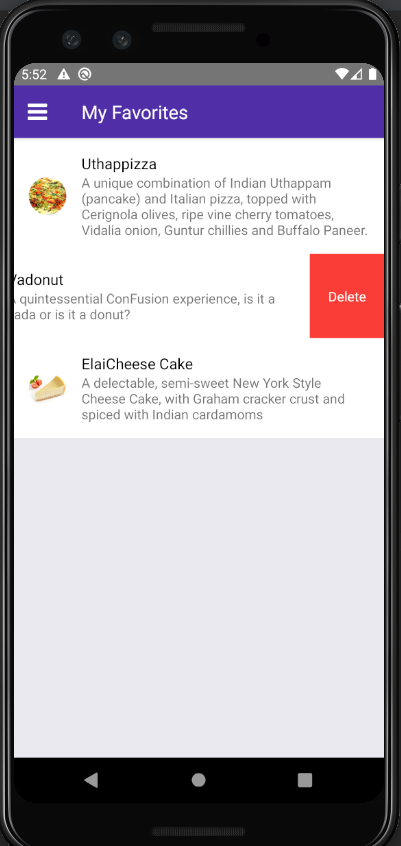 5:52
My Favorites
Uthappizza
A unique combination of Indian Uthappam
(pancake) and Italian pizza, topped with
Cerignola olives, ripe vine cherry tomatoes,
Vidalia onion, Guntur chillies and Buffalo Paneer.
Vadonut
A quintessential ConFusion experience, is it a
ada or is it a donut?
Delete
ElaiCheese Cake
A delectable, semi-sweet New York Style
Cheese Cake, with Graham cracker crust and
spiced with Indian cardamoms